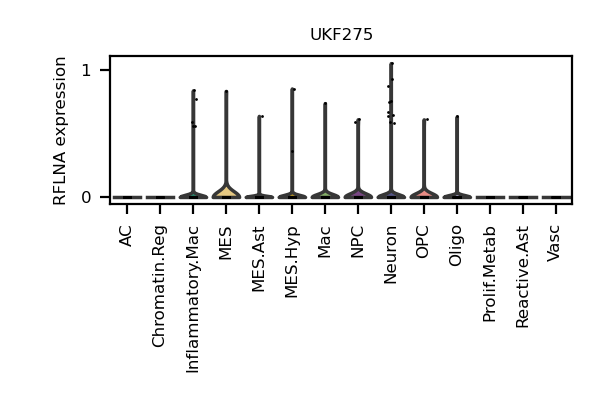 UKF275
RFLNA expression
1
0
AC
Chromatin.Reg
Inflammatory.Mac
MES
MES.Ast
MES.Hyp
Mac
NPC
Neuron
OPC
Oligo
Prolif.Metab
Reactive.Ast
Vasc